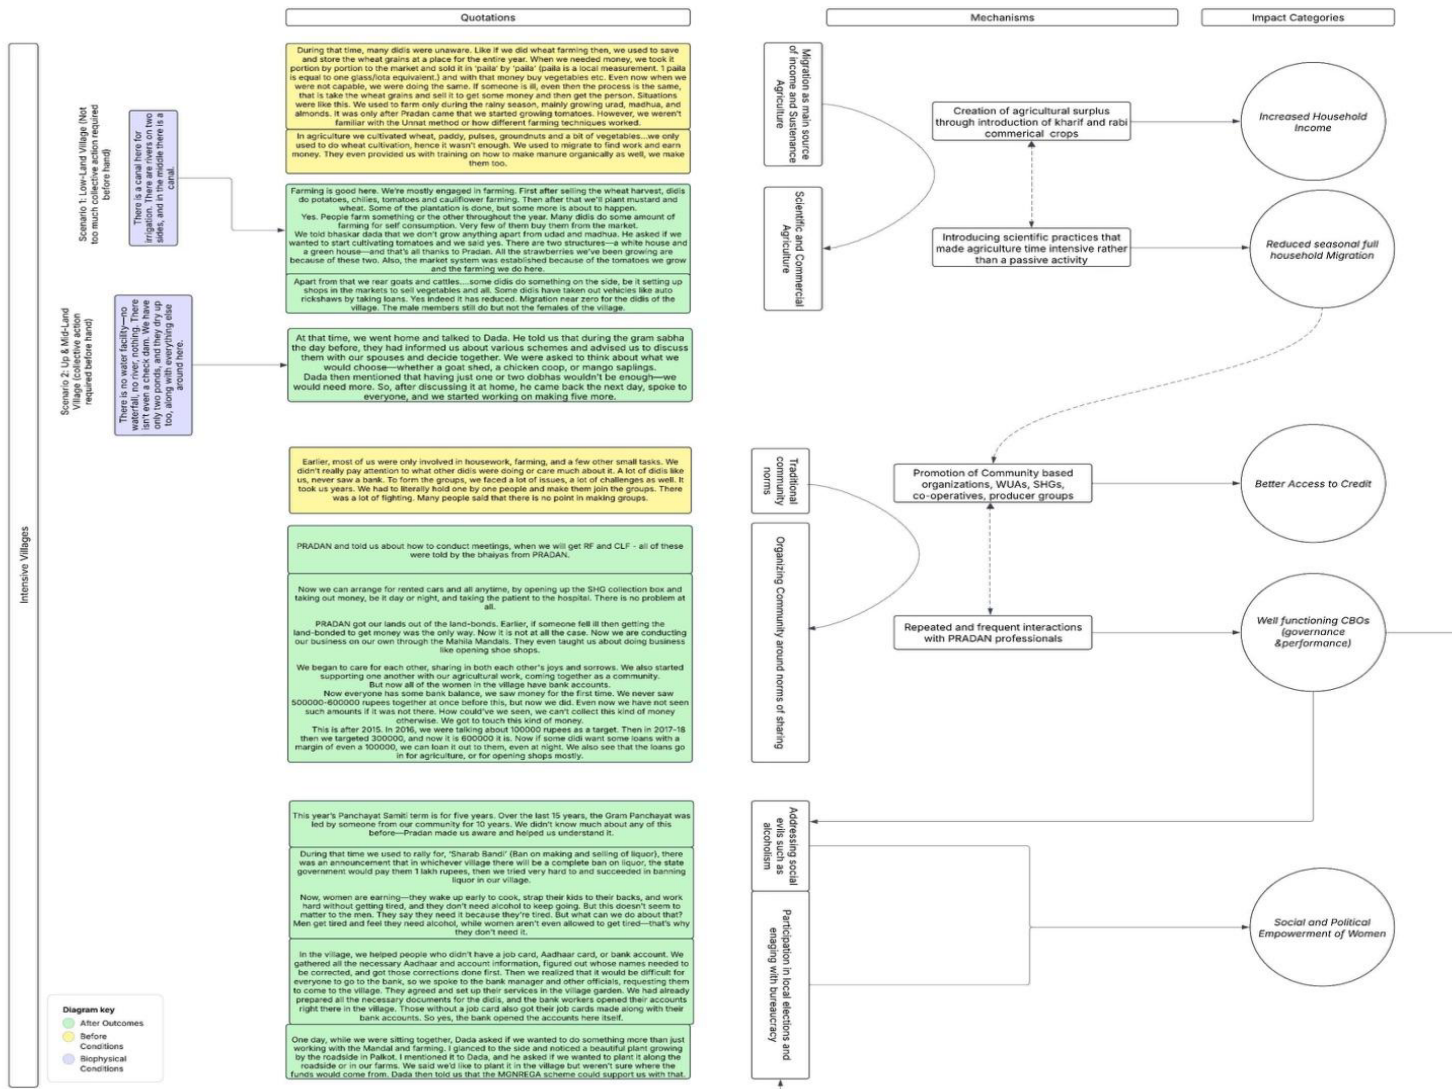 Quotations
Mechanisms
Impact Categories
Intensive Villages
Scenario 1: Low-Land Village (Not
too much collective action required
before hand)
There is a canal here for
irrigation. There are rivers on two
sides, and in the middle there is a
canal.
Scenario 2: Up & Mid-Land
Village (collective action
required before hand)
There is no water facility—no
waterfall, no river, nothing. There
isn't even a check dam. We have
only two ponds, and they dry up
too, along with everything else
around here.
During that time, many didis were unaware. Like if we did wheat farming then, we used to save
and store the wheat grains at a place for the entire year. When we needed money, we took it
portion by portion to the market and sold it in 'paila' by 'paila' (paila is a local measurement. 1 paila
is equal to one glass/lota equivalent.) and with that money buy vegetables etc. Even now when we
were not capable, we were doing the same. If someone is ill, even then the process is the same,
that is take the wheat grains and sell it to get some money and then get the person. Situations
were like this. We used to farm only during the rainy season, mainly growing urad, madhua, and
almonds. It was only after Pradan came that we started growing tomatoes. However, we weren't
familiar with the Unnat method or how different farming techniques worked.
In agriculture we cultivated wheat, paddy, pulses, groundnuts and a bit of vegetables...we only
used to do wheat cultivation, hence it wasn't enough. We used to migrate to find work and earn
money. They even provided us with training on how to make manure organically as well, we make
them too.
Farming is good here. We're mostly engaged in farming. First after selling the wheat harvest, didis
do potatoes, chilies, tomatoes and cauliflower farming. Then after that we'll plant mustard and
wheat. Some of the plantation is done, but some more is about to happen.
Yes. People farm something or the other throughout the year. Many didis do some amount of
farming for self consumption. Very few of them buy them from the market.
We told bhaskar dada that we don't grow anything apart from udad and madhua. He asked if we
wanted to start cultivating tomatoes and we said yes. There are two structures—a white house and
a green house—and that's all thanks to Pradan. All the strawberries we've been growing are
because of these two. Also, the market system was established because of the tomatoes we grow
and the farming we do here.
Apart from that we rear goats and cattles....some didis do something on the side, be it setting up
shops in the markets to sell vegetables and all. Some didis have taken out vehicles like auto
rickshaws by taking loans. Yes indeed it has reduced. Migration near zero for the didis of the
village. The male members still do but not the females of the village.
At that time, we went home and talked to Dada. He told us that during the gram sabha
the day before, they had informed us about various schemes and advised us to discuss
them with our spouses and decide together. We were asked to think about what we
would choose—whether a goat shed, a chicken coop, or mango saplings.
Dada then mentioned that having just one or two dobhas wouldn't be enough—we
would need more. So, after discussing it at home, he came back the next day, spoke to
everyone, and we started working on making five more.
Migration as main source
of income and Sustenance
Agriculture
Scientific and Commercial
Agriculture
Creation of agricultural surplus
through introduction of kharif and rabi
commerical crops
Introducing scientific practices that
made agriculture time intensive rather
than a passive activity
Increased Household
Income
Reduced seasonal full
household Migration
Earlier, most of us were only involved in housework, farming, and a few other small tasks. We
didn't really pay attention to what other didis were doing or care much about it. A lot of didis like
us, never saw a bank. To form the groups, we faced a lot of issues, a lot of challenges as well. It
took us years. We had to literally hold one by one people and make them join the groups. There
was a lot of fighting. Many people said that there is no point in making groups.
PRADAN and told us about how to conduct meetings, when we will get RF and CLF - all of these
were told by the bhaiyas from PRADAN.
Now we can arrange for rented cars and all anytime, by opening up the SHG collection box and
taking out money, be it day or night, and taking the patient to the hospital. There is no problem at
all.
PRADAN got our lands out of the land-bonds. Earlier, if someone fell ill then getting the
land-bonded to get money was the only way. Now it is not at all the case. Now we are conducting
our business on our own through the Mahila Mandals. They even taught us about doing business
like opening shoe shops.
We began to care for each other, sharing in both each other's joys and sorrows. We also started
supporting one another with our agricultural work, coming together as a community.
But now all of the women in the village have bank accounts.
Now everyone has some bank balance, we saw money for the first time. We never saw
500000-600000 rupees together at once before this, but now we did. Even now we have not seen
such amounts if it was not there. How could've we seen, we can't collect this kind of money
otherwise. We got to touch this kind of money.
This is after 2015. In 2016, we were talking about 100000 rupees as a target. Then in 2017-18
then we targeted 300000, and now it is 600000 it is. Now if some didi want some loans with a
margin of even a 100000, we can loan it out to them, even at night. We also see that the loans go
in for agriculture, or for opening shops mostly.
Traditional
community
norms
Organizing Community around norms of sharing
Promotion of Community based
organizations, WUAs, SHGs,
co-operatives, producer groups
Repeated and frequent interactions
with PRADAN professionals
Better Access to Credit
Well functioning CBOs
(governance
&performance)
This year's Panchayat Samiti term is for five years. Over the last 15 years, the Gram Panchayat was
led by someone from our community for 10 years. We didn't know much about any of this
before—Pradan made us aware and helped us understand it.
During that time we used to rally for, 'Sharab Bandi' (Ban on making and selling of liquor), there
was an announcement that in whichever village there will be a complete ban on liquor, the state
government would pay them 1 lakh rupees, then we tried very hard to and succeeded in banning
liquor in our village.
Now, women are earning—they wake up early to cook, strap their kids to their backs, and work
hard without getting tired, and they don't need alcohol to keep going. But this doesn't seem to
matter to the men. They say they need it because they're tired. But what can we do about that?
Men get tired and feel they need alcohol, while women aren't even allowed to get tired—that's why
they don't need it.
In the village, we helped people who didn't have a job card, Aadhaar card, or bank account. We
gathered all the necessary Aadhaar and account information, figured out whose names needed to
be corrected, and got those corrections done first. Then we realized that it would be difficult for
everyone to go to the bank, so we spoke to the bank manager and other officials, requesting them
to come to the village. They agreed and set up their services in the village garden. We had already
prepared all the necessary documents for the didis, and the bank workers opened their accounts
right there in the village. Those without a job card also got their job cards made along with their
bank accounts. So yes, the bank opened the accounts here itself.
One day, while we were sitting together, Dada asked if we wanted to do something more than just
working with the Mandal and farming. I glanced to the side and noticed a beautiful plant growing
by the roadside in Palkot. I mentioned it to Dada, and he asked if we wanted to plant it along the
roadside or in our farms. We said we'd like to plant it in the village but weren't sure where the
funds would come from. Dada then told us that the MGNREGA scheme could support us with that.
Addressing social
evils such as
alcoholism
Participation in local elections and
enaging with bureaucracy
Social and Political
Empowerment of Women
Diagram key
After Outcomes
Before
Conditions
Biophysical
Conditions